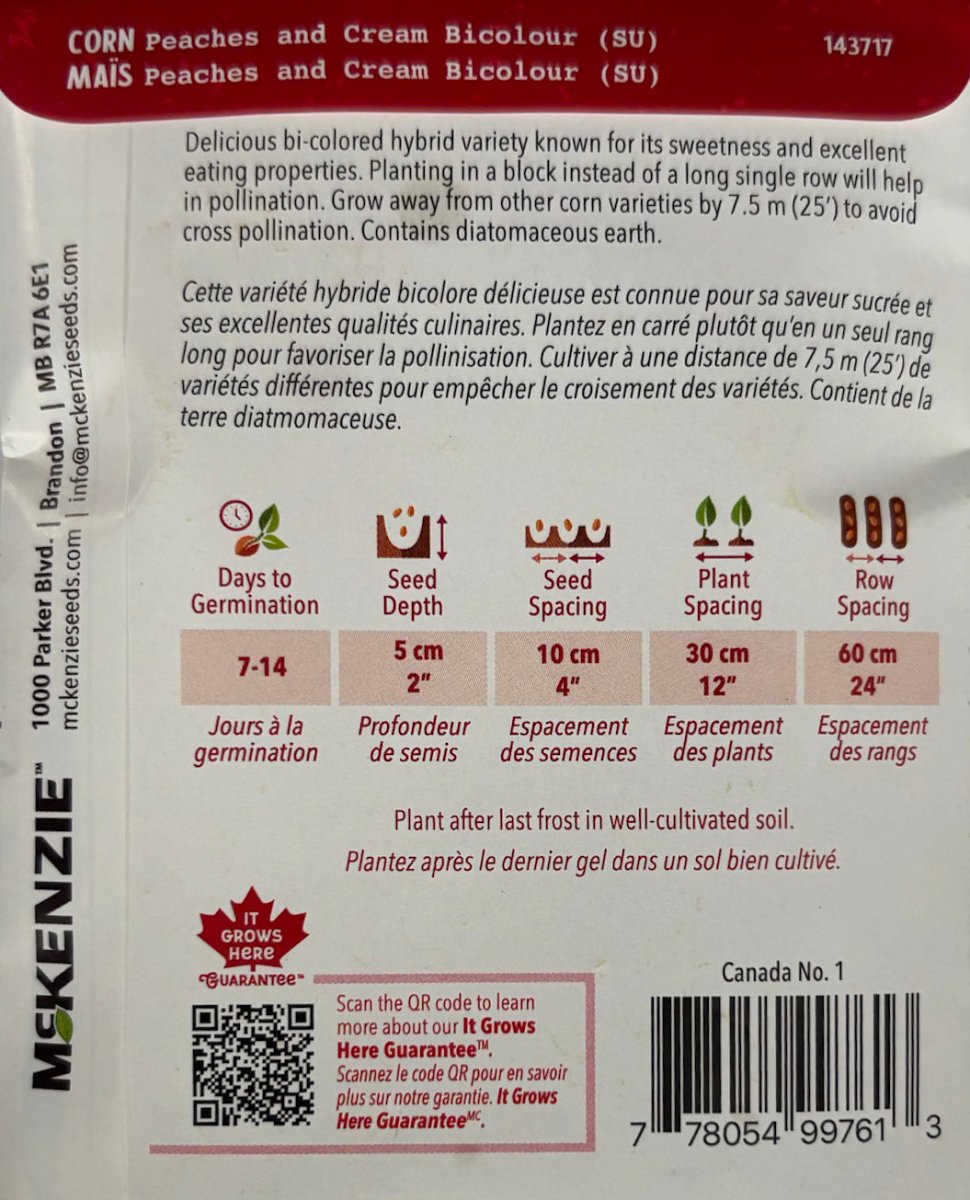 CORN Peaches and Cream Bicolour (SU)
MAÏS Peaches and Cream Bicolour (SU)
143717
Delicious bi-colored hybrid variety known for its sweetness and excellent
eating properties. Planting in a block instead of a long single row will help
in pollination. Grow away from other corn varieties by 7.5 m (25') to avoid
cross pollination. Contains diatomaceous earth.
Cette variété hybride bicolore délicieuse est connue pour sa saveur sucrée et
ses excellentes qualités culinaires. Plantez en carré plutôt qu'en un seul rang
long pour favoriser la pollinisation. Cultiver à une distance de 7,5 m (25') de
variétés différentes pour empêcher le croisement des variétés. Contient de la
terre diatmomaceuse.
Days to
Germination
7-14
Jours à la
germination
Seed
Depth
5 cm
2"
Profondeur
de semis
Seed
Spacing
10 cm
4"
Espacement
des semences
Plant
Spacing
30 cm
12"
Espacement
des plants
Row
Spacing
60 cm
24"
Espacement
des rangs
Plant after last frost in well-cultivated soil.
Plantez après le dernier gel dans un sol bien cultivé.
IT
GROWS
HERE
GUARANTEE™
Scan the QR code to learn
more about our It Grows
Here Guarantee™.
Scannez le code QR pour en savoir
plus sur notre garantie. It Grows
Here Guaranteeᴹᶜ.
Canada No. 1
7 78054 99761 3
McKENZIE™
1000 Parker Blvd. | Brandon | MB R7A 6E1
mckenzieseeds.com | info@mckenzieseeds.com